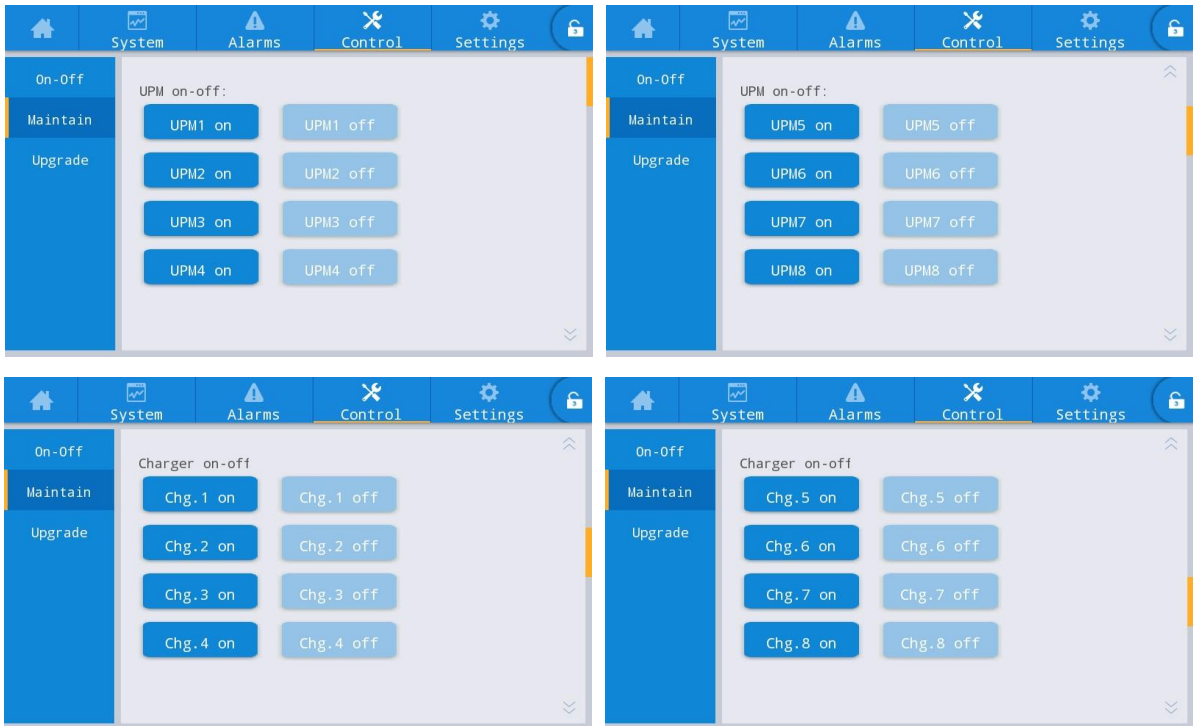 System Alarms Control Settings 3
On-Off
Maintain
Upgrade
UPM on-off:
UPM1 on UPM1 off
UPM2 on UPM2 off
UPM3 on UPM3 off
UPM4 on UPM4 off
System Alarms Control Settings 3
On-Off
Maintain
Upgrade
UPM on-off:
UPM5 on UPM5 off
UPM6 on UPM6 off
UPM7 on UPM7 off
UPM8 on UPM8 off
System Alarms Control Settings 3
On-Off
Maintain
Upgrade
Charger on-off
Chg.1 on Chg.1 off
Chg.2 on Chg.2 off
Chg.3 on Chg.3 off
Chg.4 on Chg.4 off
System Alarms Control Settings 3
On-Off
Maintain
Upgrade
Charger on-off
Chg.5 on Chg.5 off
Chg.6 on Chg.6 off
Chg.7 on Chg.7 off
Chg.8 on Chg.8 off